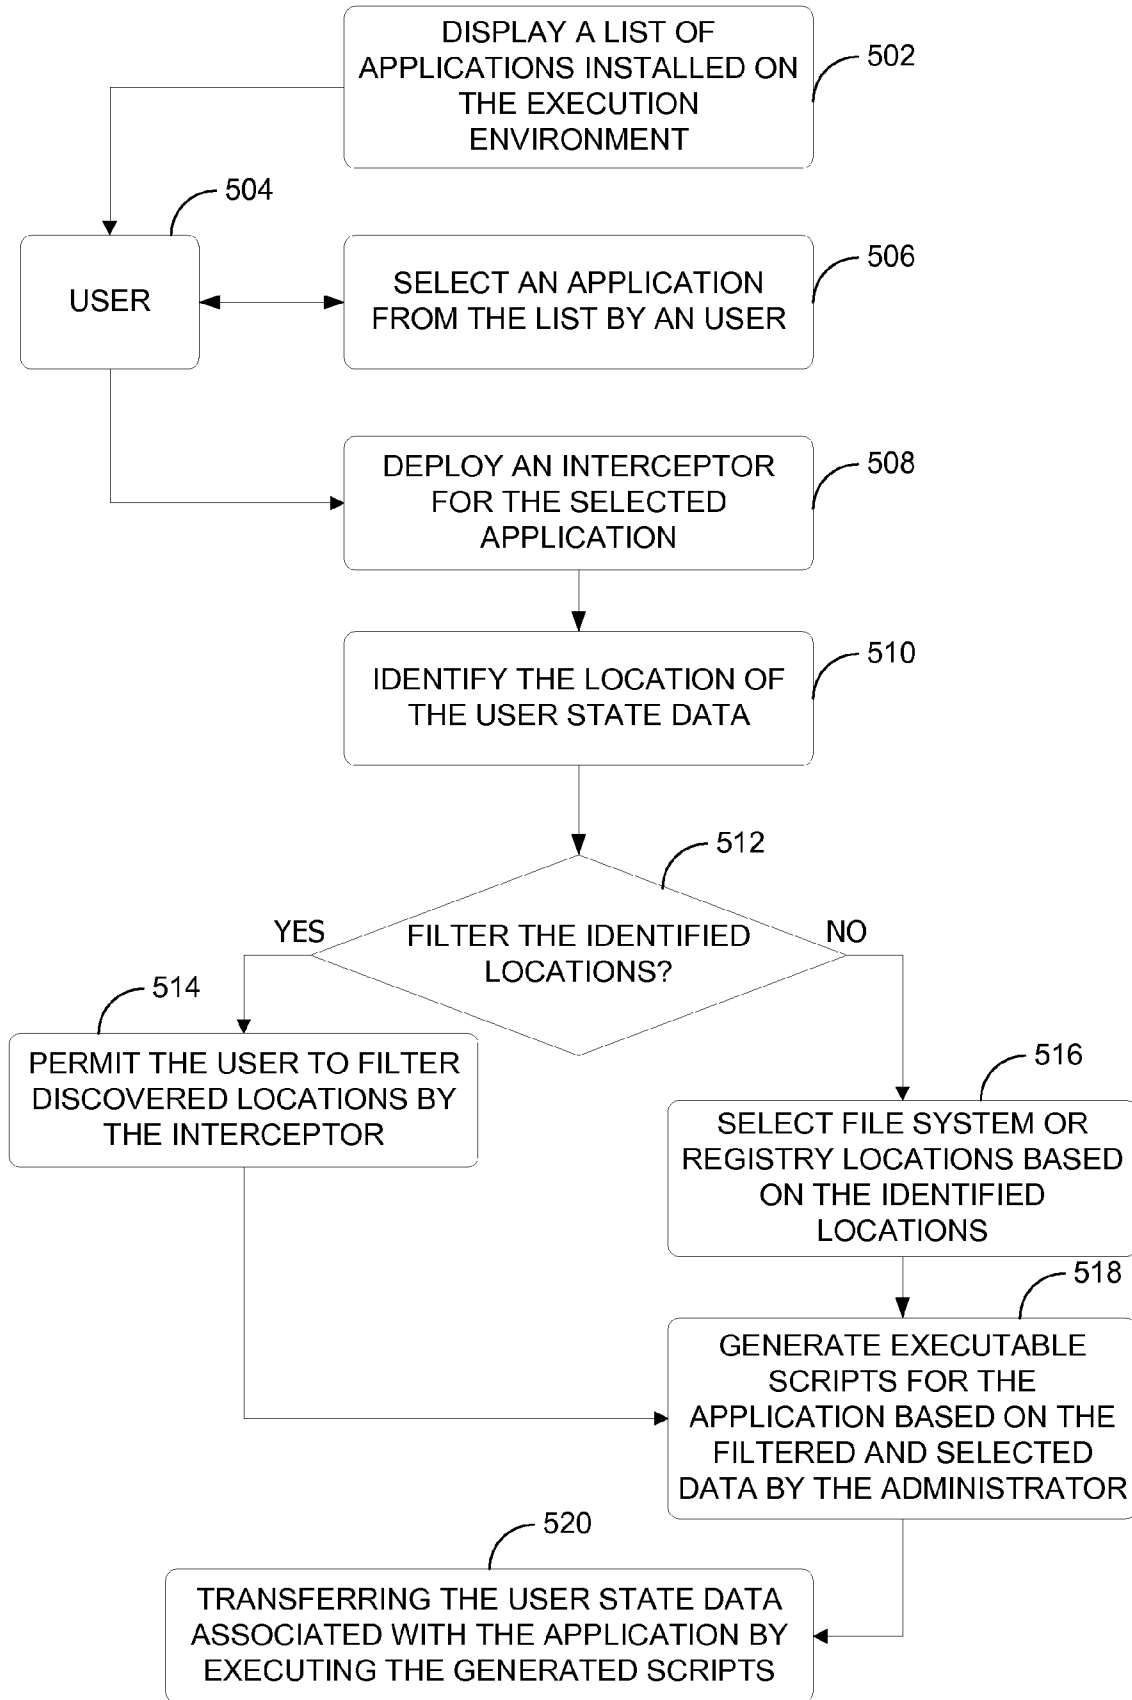 DISPLAY A LIST OF
APPLICATIONS INSTALLED ON
THE EXECUTION
ENVIRONMENT
502
504
USER
SELECT AN APPLICATION
FROM THE LIST BY AN USER
506
DEPLOY AN INTERCEPTOR
FOR THE SELECTED
APPLICATION
508
IDENTIFY THE LOCATION OF
THE USER STATE DATA
510
512
FILTER THE IDENTIFIED
LOCATIONS?
YES
NO
514
PERMIT THE USER TO FILTER
DISCOVERED LOCATIONS BY
THE INTERCEPTOR
516
SELECT FILE SYSTEM OR
REGISTRY LOCATIONS BASED
ON THE IDENTIFIED
LOCATIONS
518
GENERATE EXECUTABLE
SCRIPTS FOR THE
APPLICATION BASED ON THE
FILTERED AND SELECTED
DATA BY THE ADMINISTRATOR
520
TRANSFERRING THE USER STATE DATA
ASSOCIATED WITH THE APPLICATION BY
EXECUTING THE GENERATED SCRIPTS